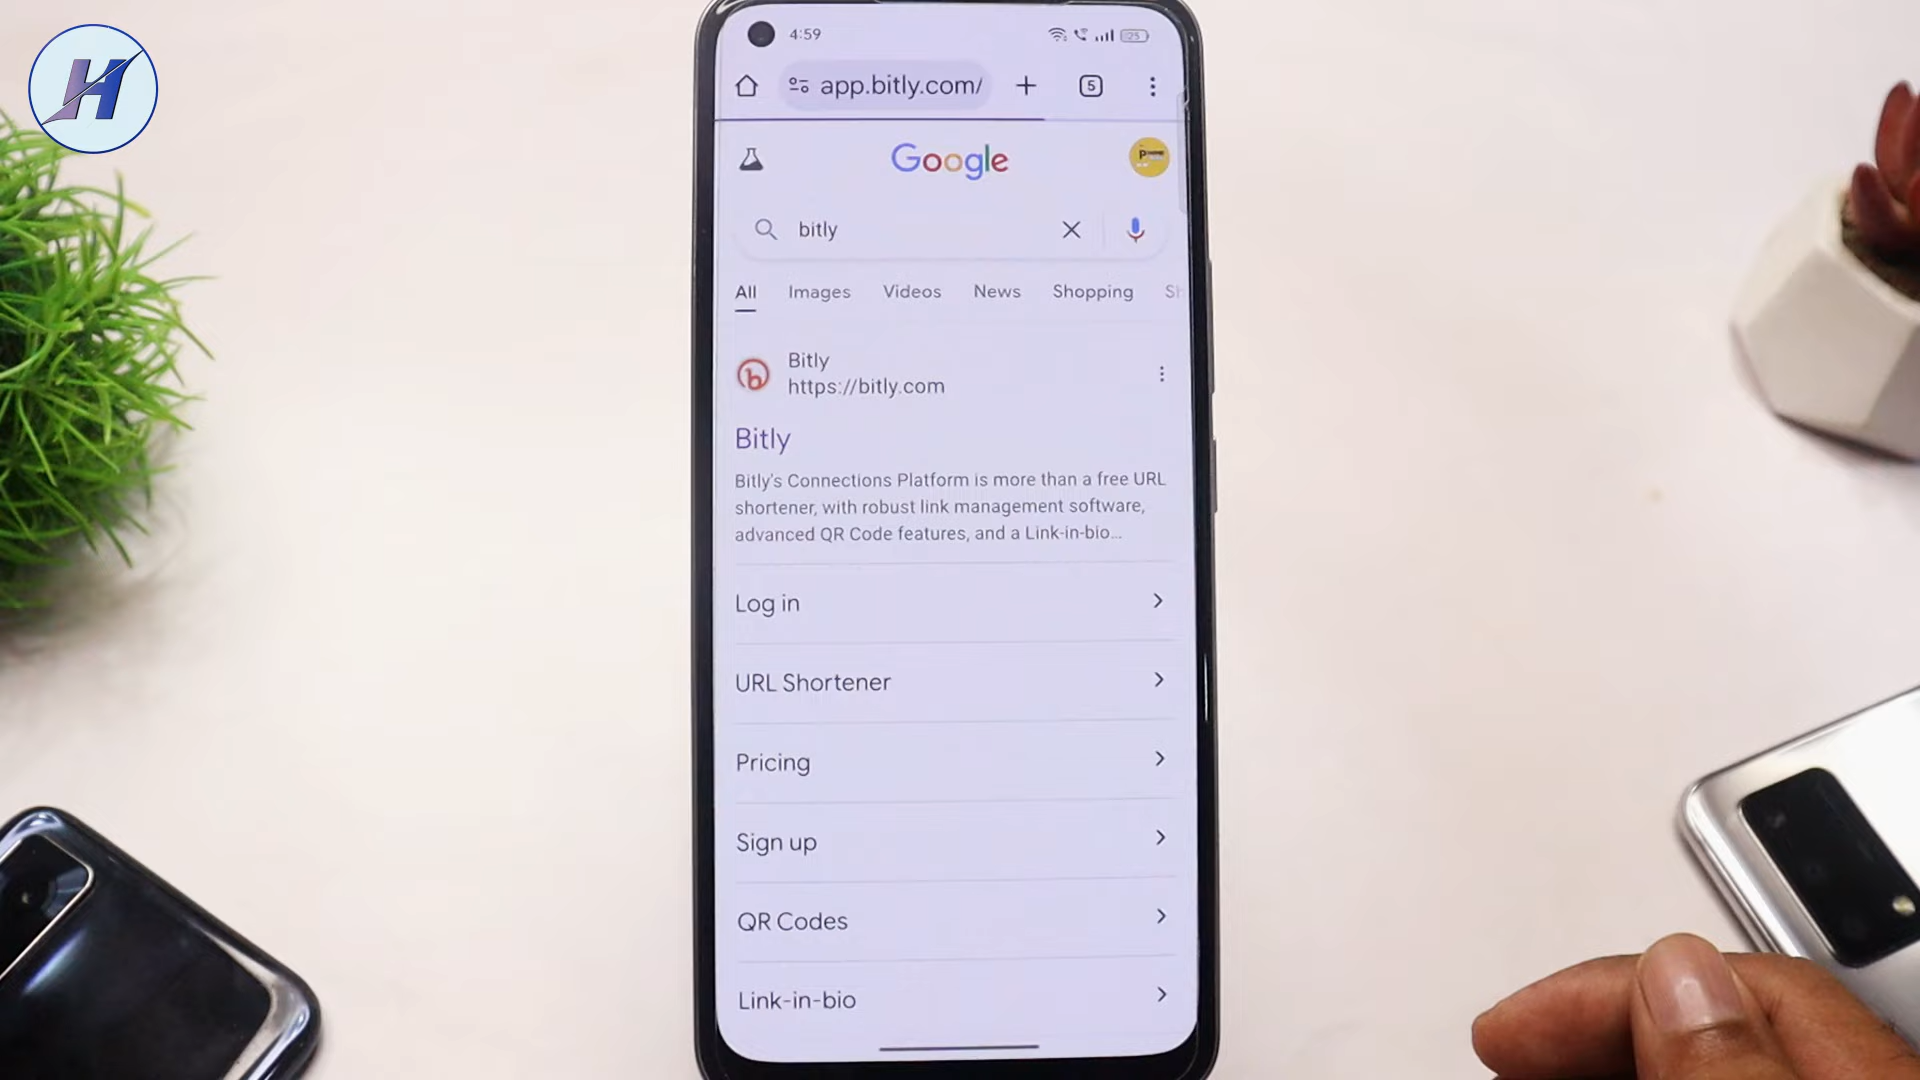 H
4:59
25
app.bitly.com/
5
Google
bitly
All Images Videos News Shopping
Bitly
https://bitly.com
Bitly
Bitly's Connections Platform is more than a free URL
shortener, with robust link management software,
advanced QR Code features, and a Link-in-bio...
Log in
URL Shortener
Pricing
Sign up
QR Codes
Link-in-bio